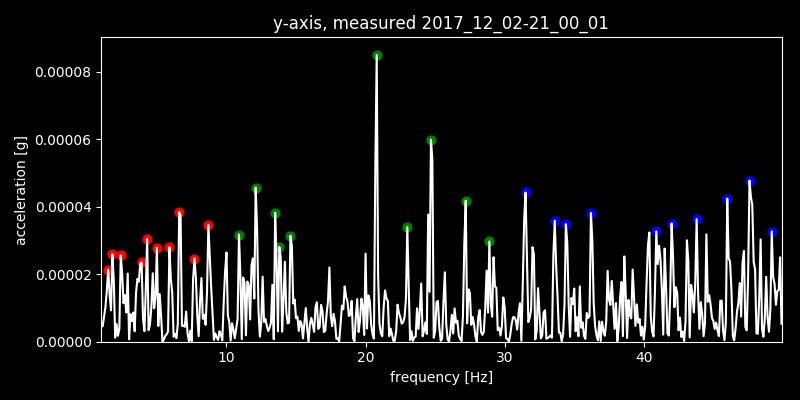 y-axis, measured 2017_12_02-21_00_01
acceleration [g]
0.00008
0.00006
0.00004
0.00002
0.00000
10 20 30 40
frequency [Hz]